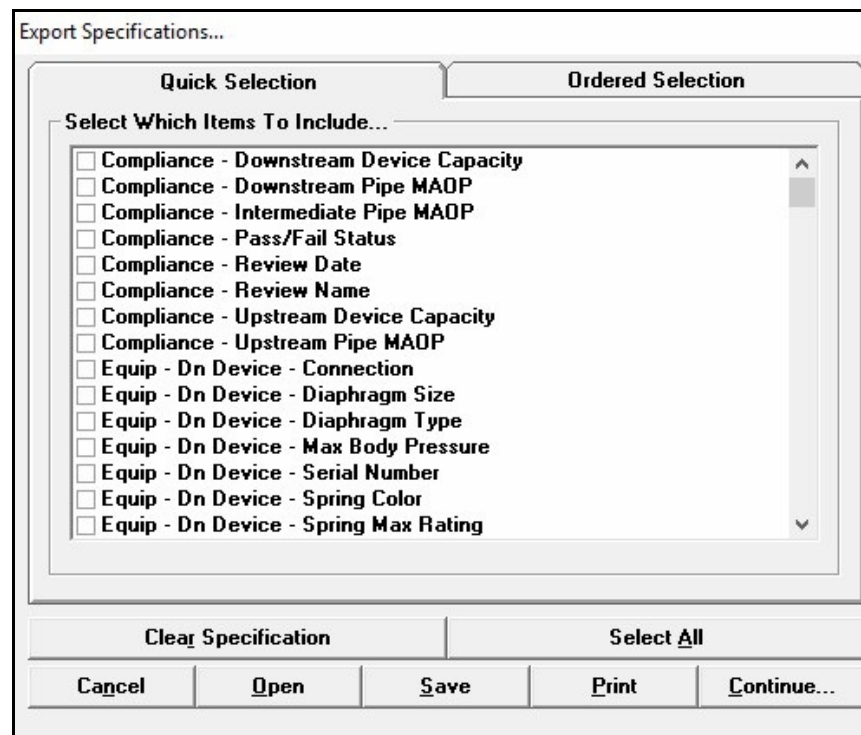 Export Specifications...
Quick Selection
Ordered Selection
Select Which Items To Include...
Compliance - Downstream Device Capacity
Compliance - Downstream Pipe MAOP
Compliance - Intermediate Pipe MAOP
Compliance - Pass/Fail Status
Compliance - Review Date
Compliance - Review Name
Compliance - Upstream Device Capacity
Compliance - Upstream Pipe MAOP
Equip - Dn Device - Connection
Equip - Dn Device - Diaphragm Size
Equip - Dn Device - Diaphragm Type
Equip - Dn Device - Max Body Pressure
Equip - Dn Device - Serial Number
Equip - Dn Device - Spring Color
Equip - Dn Device - Spring Max Rating
Clear Specification
Select All
Cancel
Open
Save
Print
Continue...